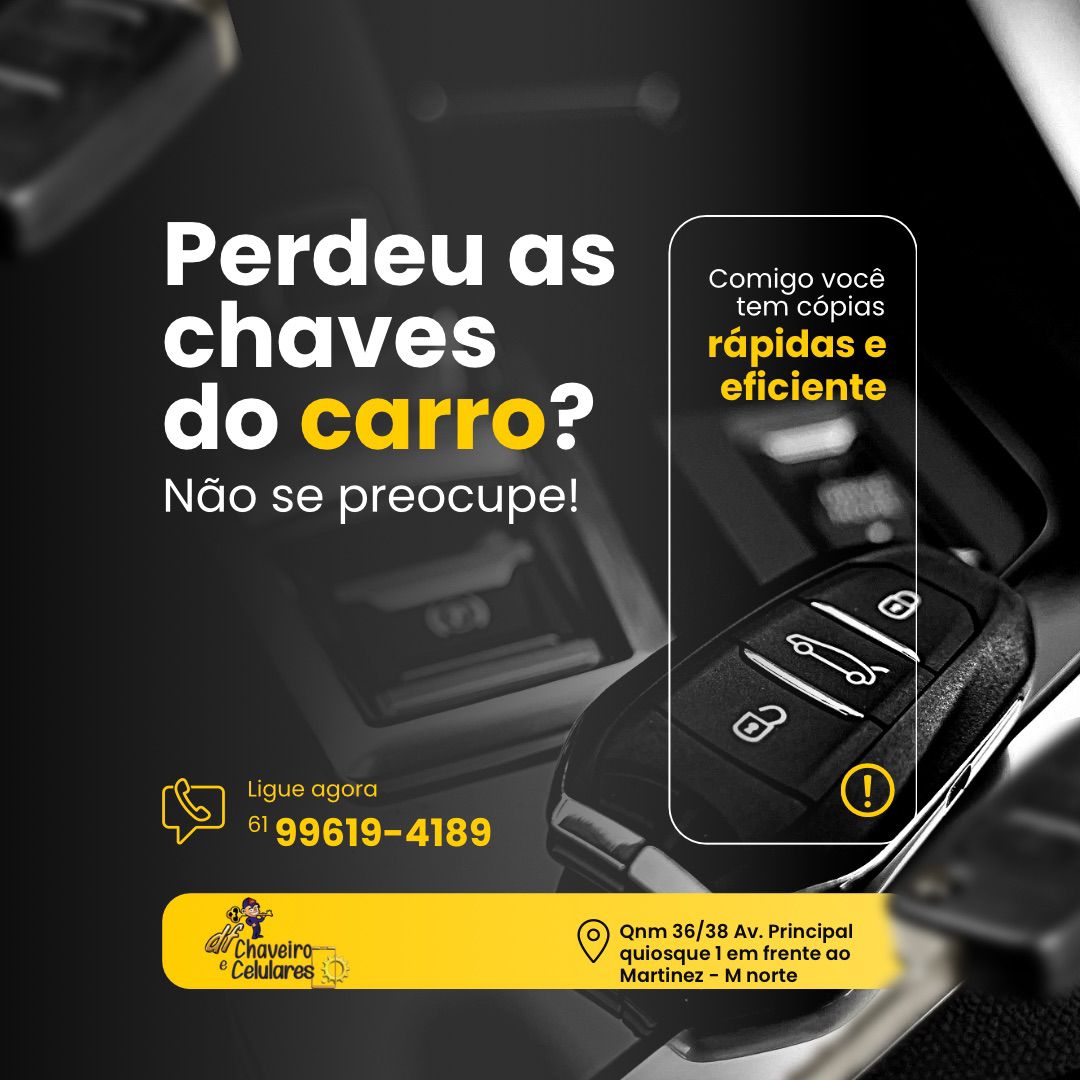 Perdeu as
chaves
do carro?
Não se preocupe!
Comigo você
tem cópias
rápidas e
eficiente
Ligue agora
61 99619-4189
df Chaveiro
e Celulares
Qnm 36/38 Av. Principal
quiosque 1 em frente ao
Martinez - M norte